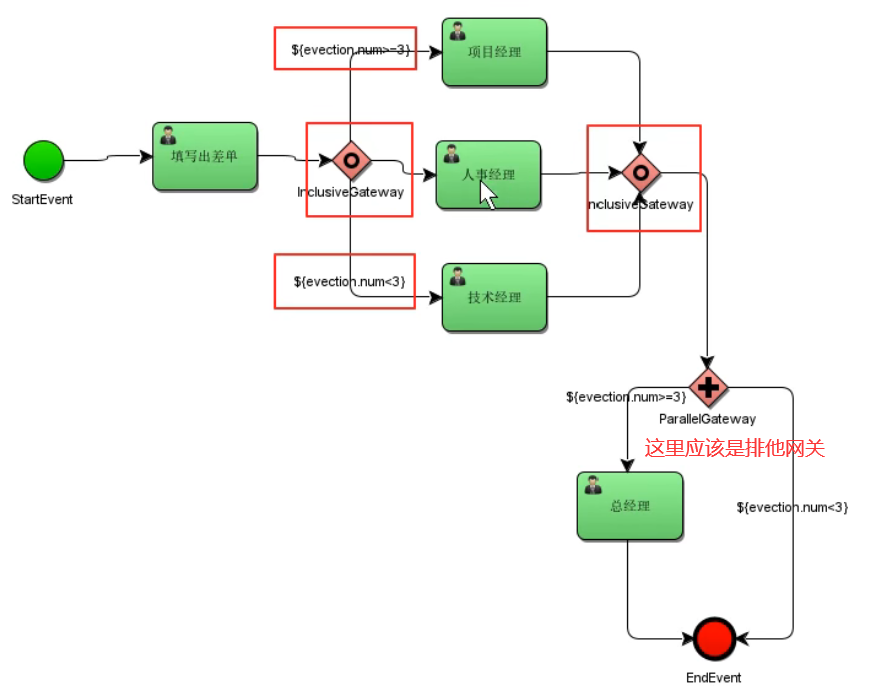 ${evection.num>=3}
项目经理
填写出差单
人事经理
StartEvent
InclusiveGateway
nclusiveGateway
${evection.num<3}
技术经理
${evection.num>=3}
ParallelGateway
这里应该是排他网关
总经理
${evection.num<3}
EndEvent